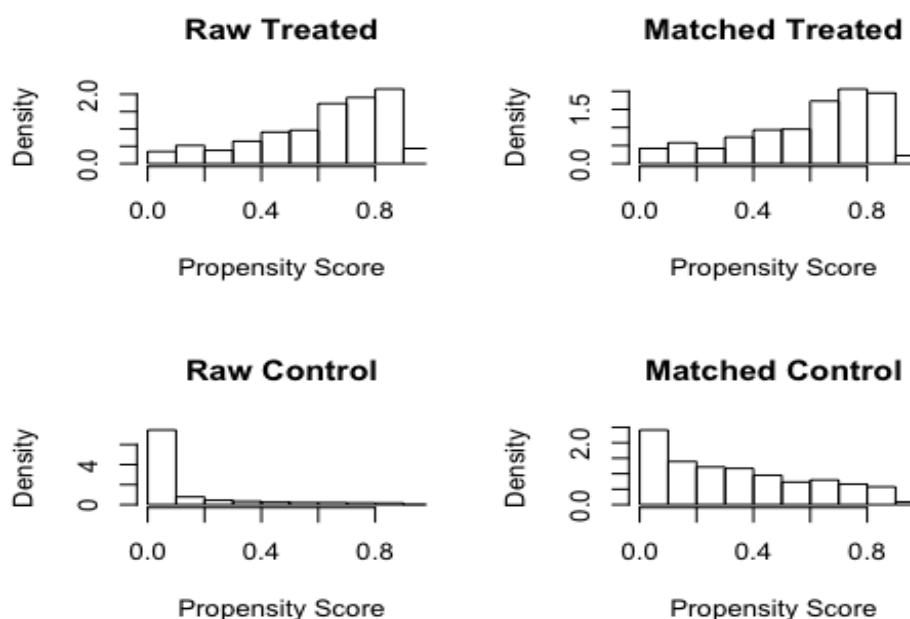 Raw Treated
Density
0.0
2.0
0.0
0.4
0.8
Propensity Score
Matched Treated
Density
0.0
1.5
0.0
0.4
0.8
Propensity Score
Raw Control
Density
0
4
0.0
0.4
0.8
Propensity Score
Matched Control
Density
0.0
2.0
0.0
0.4
0.8
Propensity Score